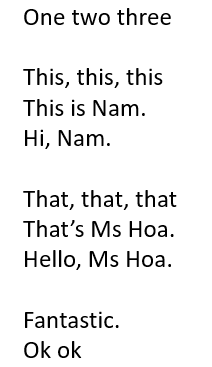 One two three
This, this, this
This is Nam.
Hi, Nam.
That, that, that
That’s Ms Hoa.
Hello, Ms Hoa.
Fantastic.
Ok ok